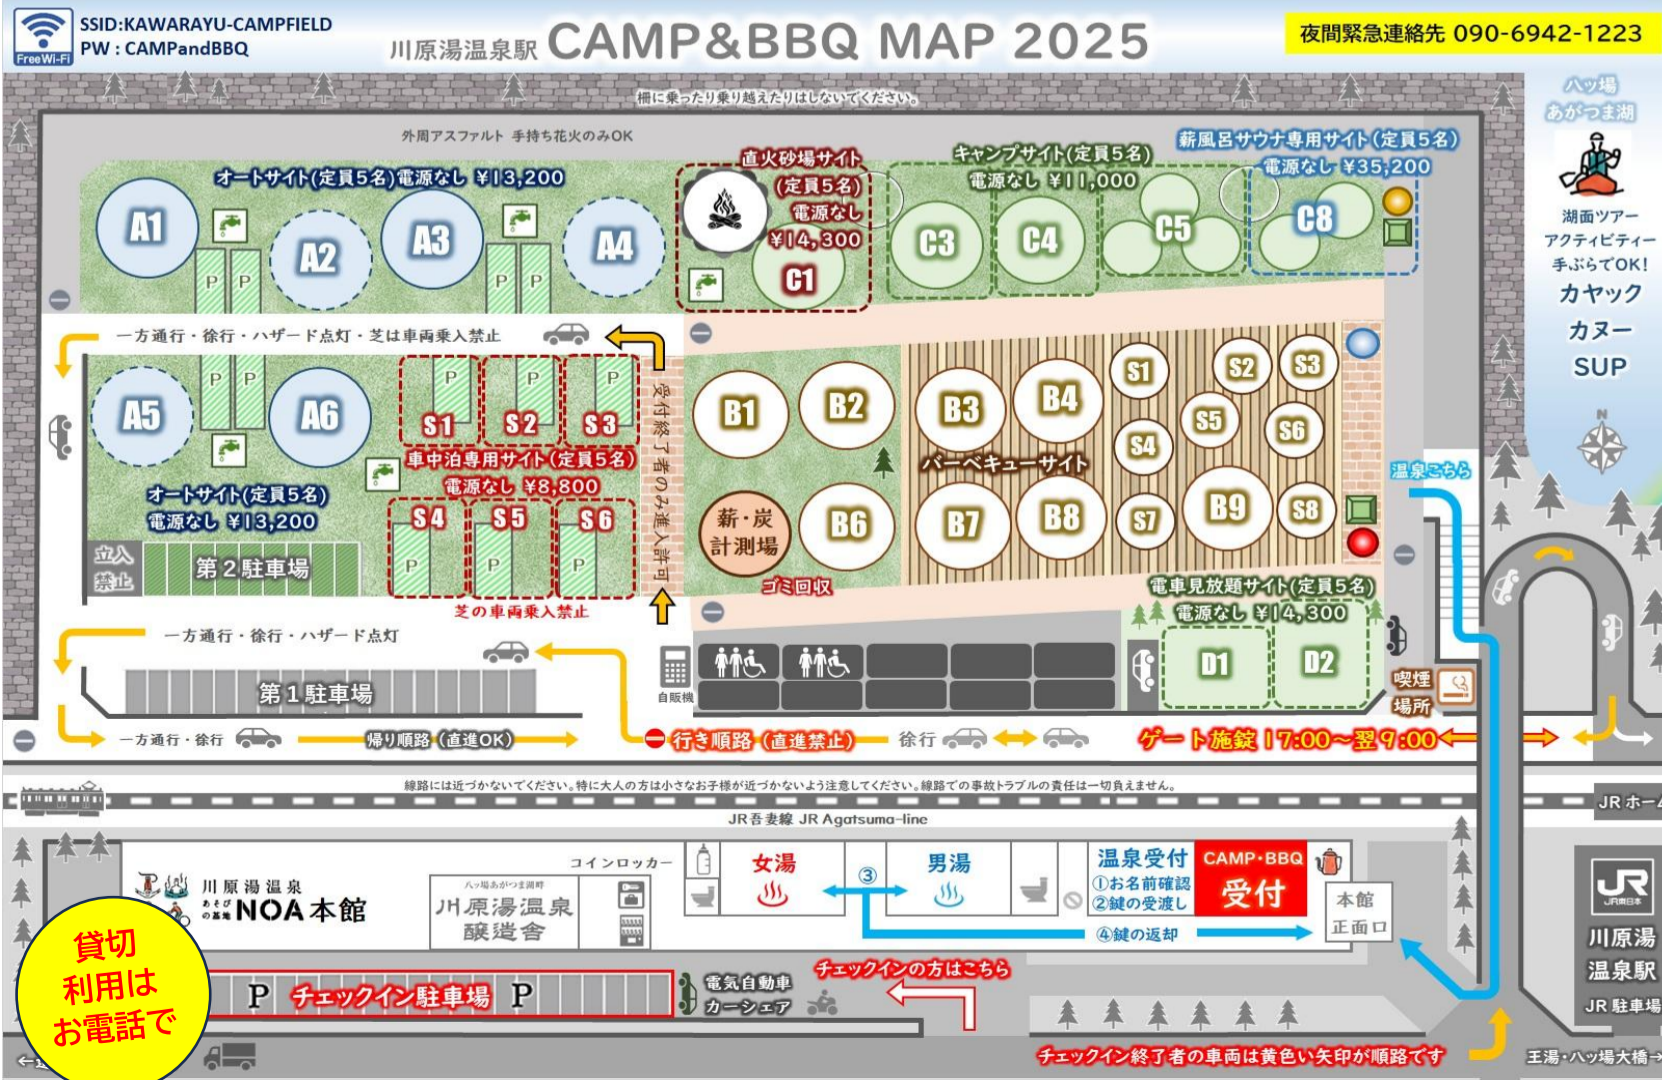 SSID:KAWARAYU-CAMPFIELD
PW : CAMPandBBQ
FreeWi-Fi
川原湯温泉駅 CAMP&BBQ MAP 2025
夜間緊急連絡先 090-6942-1223
柵に乗ったり乗り越えたりはしないでください。
外周アスファルト 手持ち花火のみOK
オートサイト(定員5名)電源なし ¥13,200
A1
A2
A3
A4
P P
P P
直火砂場サイト
(定員5名)
電源なし
¥14,300
C1
キャンプサイト(定員5名)
電源なし ¥11,000
C3
C4
C5
薪風呂サウナ専用サイト(定員5名)
電源なし ¥35,200
C8
八ッ場
あがつま湖
湖面ツアー
アクティビティー
手ぶらでOK!
カヤック
カヌー
SUP
N
一方通行・徐行・ハザード点灯・芝は車両乗入禁止
A5
P P
A6
オートサイト(定員5名)
電源なし ¥13,200
P
S1
P
S2
P
S3
車中泊専用サイト(定員5名)
電源なし ¥8,800
S4
P
S5
P
S6
P
芝の車両乗入禁止
立入
禁止
第2駐車場
受付終了者のみ進入許可
B1
B2
B3
B4
S1
S2
S3
S4
S5
S6
バーベキューサイト
薪・炭
計測場
B6
B7
B8
S7
B9
S8
ゴミ回収
温泉こちら
電車見放題サイト(定員5名)
電源なし ¥14,300
D1
D2
喫煙
場所
自販機
一方通行・徐行・ハザード点灯
第1駐車場
一方通行・徐行
帰り順路 (直進OK)
行き順路 (直進禁止)
徐行
ゲート施錠 17:00～翌9:00
線路には近づかないでください。特に大人の方は小さなお子様が近づかないよう注意してください。線路での事故トラブルの責任は一切負えません。
JR ホーム
JR吾妻線 JR Agatsuma-line
川原湯温泉
あそび
の基地
NOA本館
コインロッカー
八ッ場あがつま湖畔
川原湯温泉
醸造舎
女湯
③
男湯
温泉受付
①お名前確認
②鍵の受渡し
④鍵の返却
CAMP・BBQ
受付
本館
正面口
JR
JR東日本
川原湯
温泉駅
JR 駐車場
貸切
利用は
お電話で
P チェックイン駐車場 P
電気自動車
カーシェア
チェックインの方はこちら
チェックイン終了者の車両は黄色い矢印が順路です
王湯・八ッ場大橋→